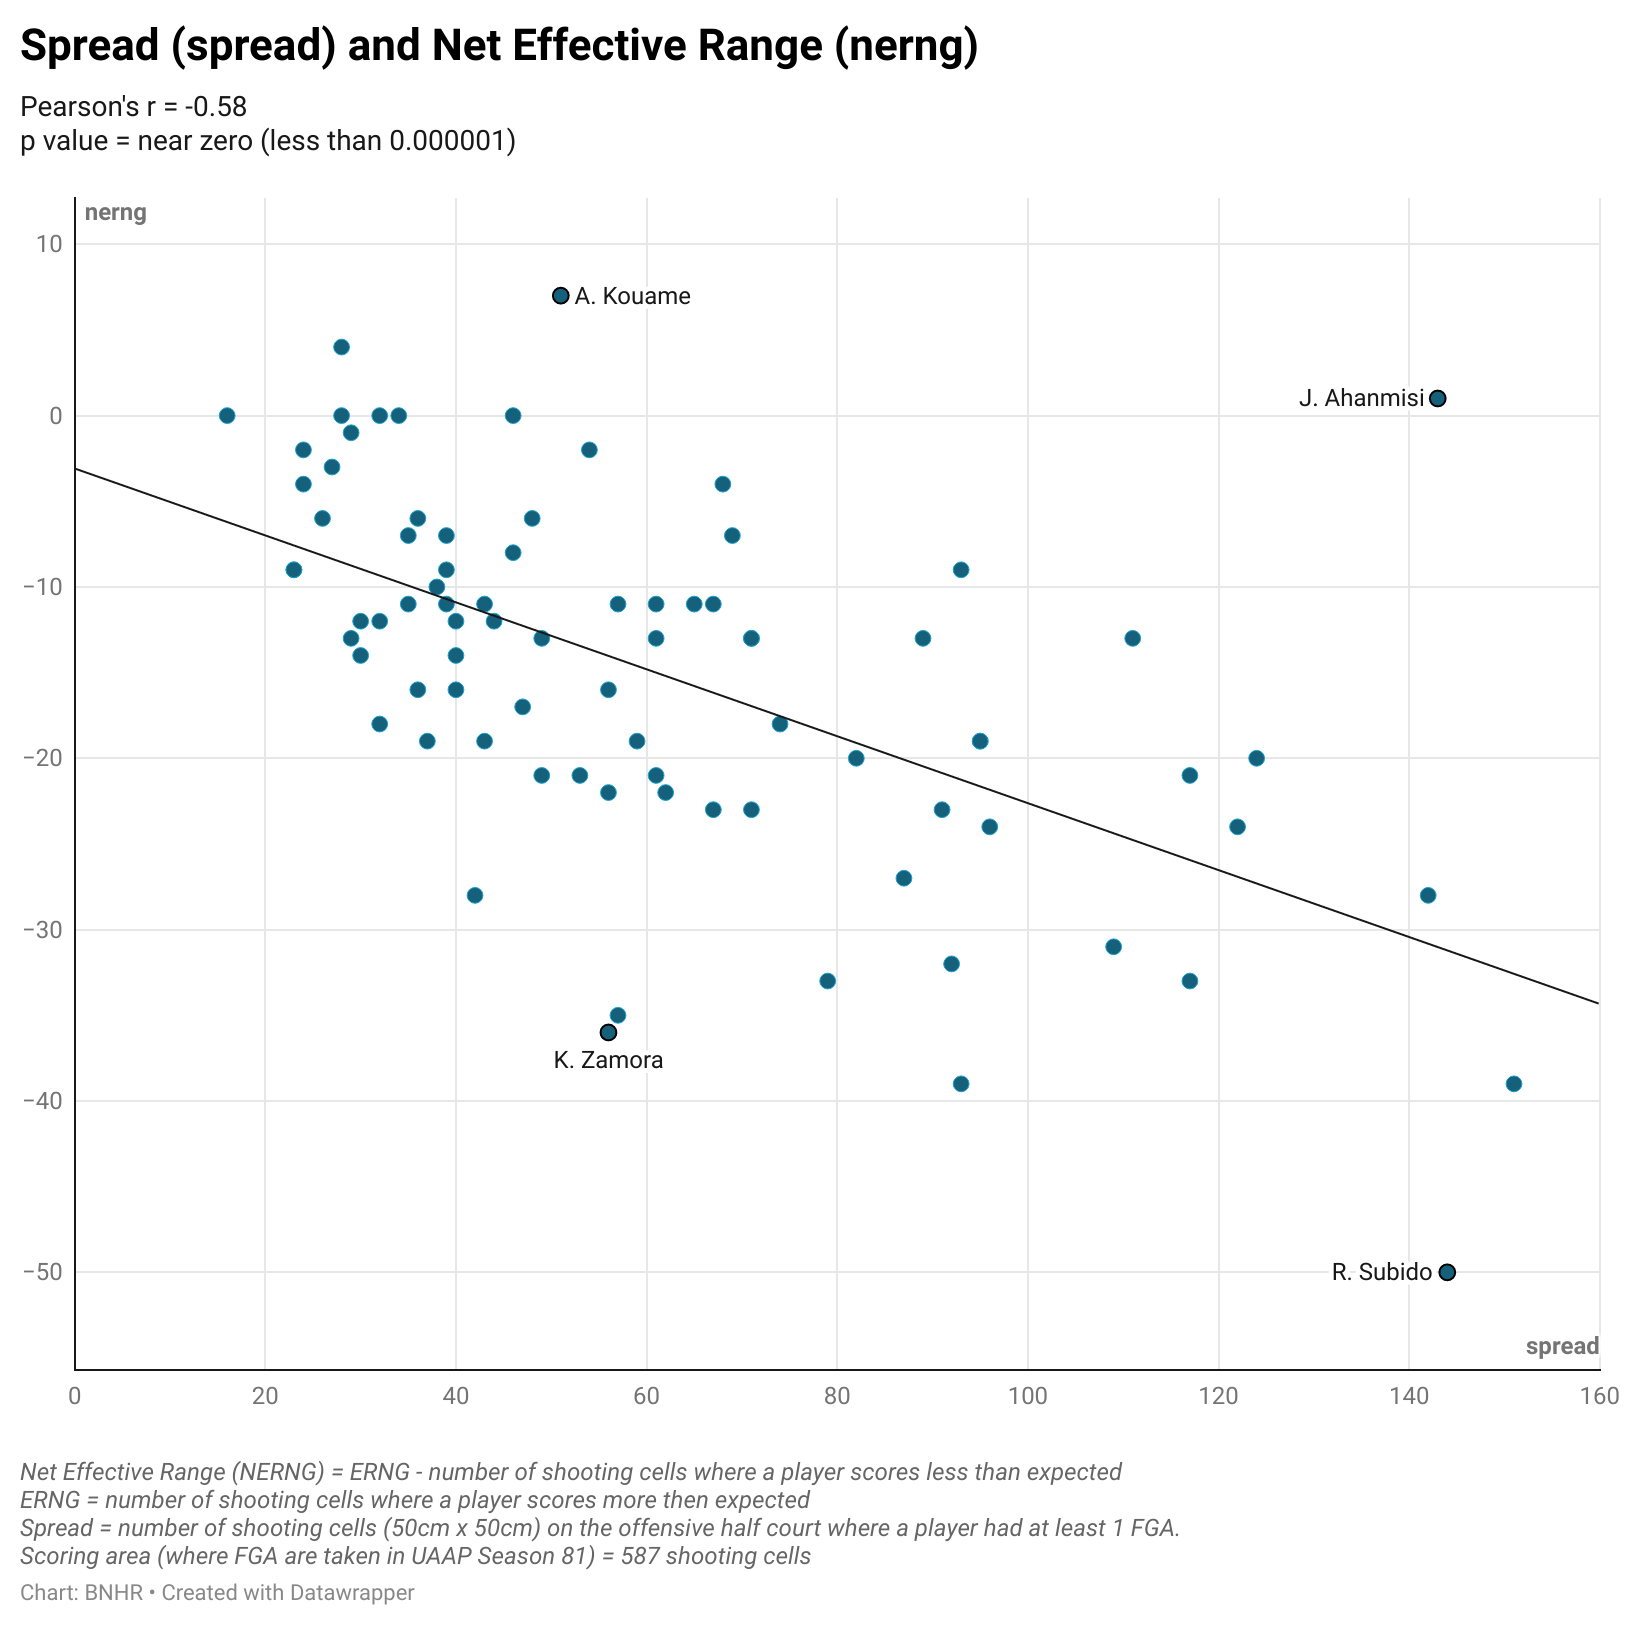 Spread (spread) and Net Effective Range (nerng)
Pearson's r = -0.58
p value = near zero (less than 0.000001)
nerng
10
A. Kouame
J. Ahanmisi
0
−10
−20
−30
K. Zamora
−40
−50
R. Subido
spread
0 20 40 60 80 100 120 140 160
Net Effective Range (NERNG) = ERNG - number of shooting cells where a player scores less than expected
ERNG = number of shooting cells where a player scores more then expected
Spread = number of shooting cells (50cm x 50cm) on the offensive half court where a player had at least 1 FGA.
Scoring area (where FGA are taken in UAAP Season 81) = 587 shooting cells
Chart: BNHR • Created with Datawrapper